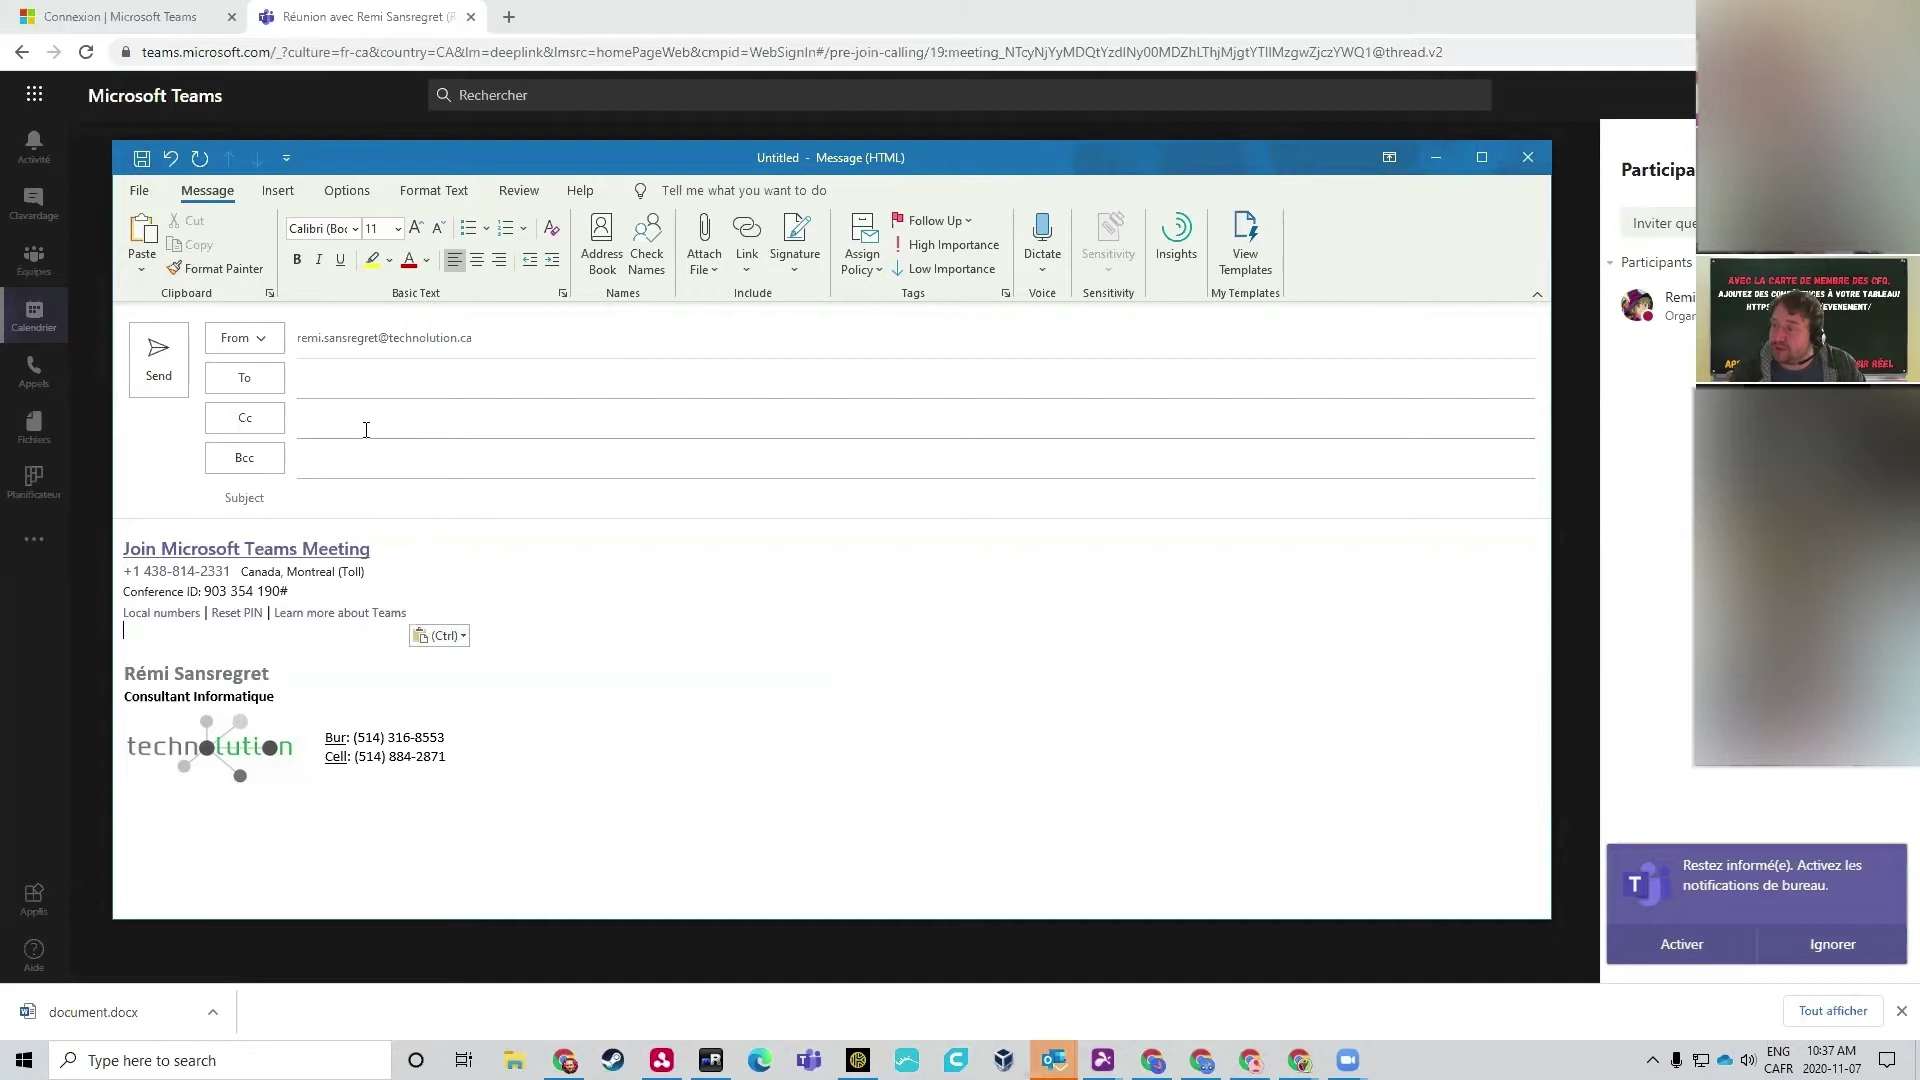 Connexion | Microsoft Teams
Réunion avec Remi Sansregret (R
teams.microsoft.com/_?culture=fr-ca&country=CA&lm=deeplink&lmsrc=homePageWeb&cmpid=WebSignIn#/pre-join-calling/19:meeting_NTcyNjYyMDQtYzdlNy00MDZhLThjMjgtYTllMzgwZjczYWQ1@thread.v2
Microsoft Teams
Rechercher
Activité
Clavardage
Équipes
Calendrier
Appels
Fichiers
Planificateur
Applis
Aide
Untitled - Message (HTML)
File Message Insert Options Format Text Review Help Tell me what you want to do
Paste
Cut
Copy
Format Painter
Clipboard
Calibri (Boc 11
B I U A
Basic Text
Address Book
Check Names
Names
Attach File
Link
Signature
Include
Assign Policy
Follow Up
High Importance
Low Importance
Tags
Dictate
Voice
Sensitivity
Sensitivity
Insights
View Templates
My Templates
Send
From
remi.sansregret@technolution.ca
To
Cc
Bcc
Subject
Join Microsoft Teams Meeting
+1 438-814-2331 Canada, Montreal (Toll)
Conference ID: 903 354 190#
Local numbers | Reset PIN | Learn more about Teams
(Ctrl)
Rémi Sansregret
Consultant Informatique
technolution
Bur: (514) 316-8553
Cell: (514) 884-2871
Participa
Inviter que
Participants
Remi
Organ
AVEC LA CARTE DE MEMBRE DES CFQ,
À VOTRE TABLEAU!
EVENEMENT/
Restez informé(e). Activez les
notifications de bureau.
Activer
Ignorer
document.docx
Tout afficher
Type here to search
ENG
CAFR
10:37 AM
2020-11-07